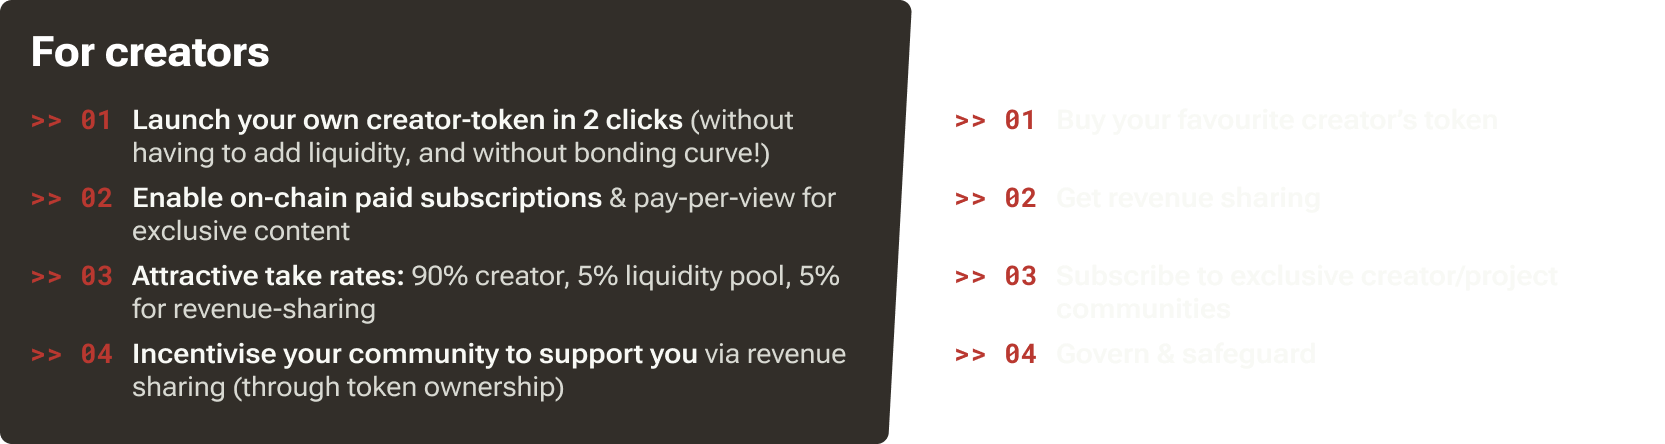 For creators
>> 01 Launch your own creator-token in 2 clicks (without
having to add liquidity, and without bonding curve!)
>> 02 Enable on-chain paid subscriptions & pay-per-view for
exclusive content
>> 03 Attractive take rates: 90% creator, 5% liquidity pool, 5%
for revenue-sharing
>> 04 Incentivise your community to support you via revenue
sharing (through token ownership)
>> 01 Buy your favourite creator's token
>> 02 Get revenue sharing
>> 03 Subscribe to exclusive creator/project
communities
>> 04 Govern & safeguard